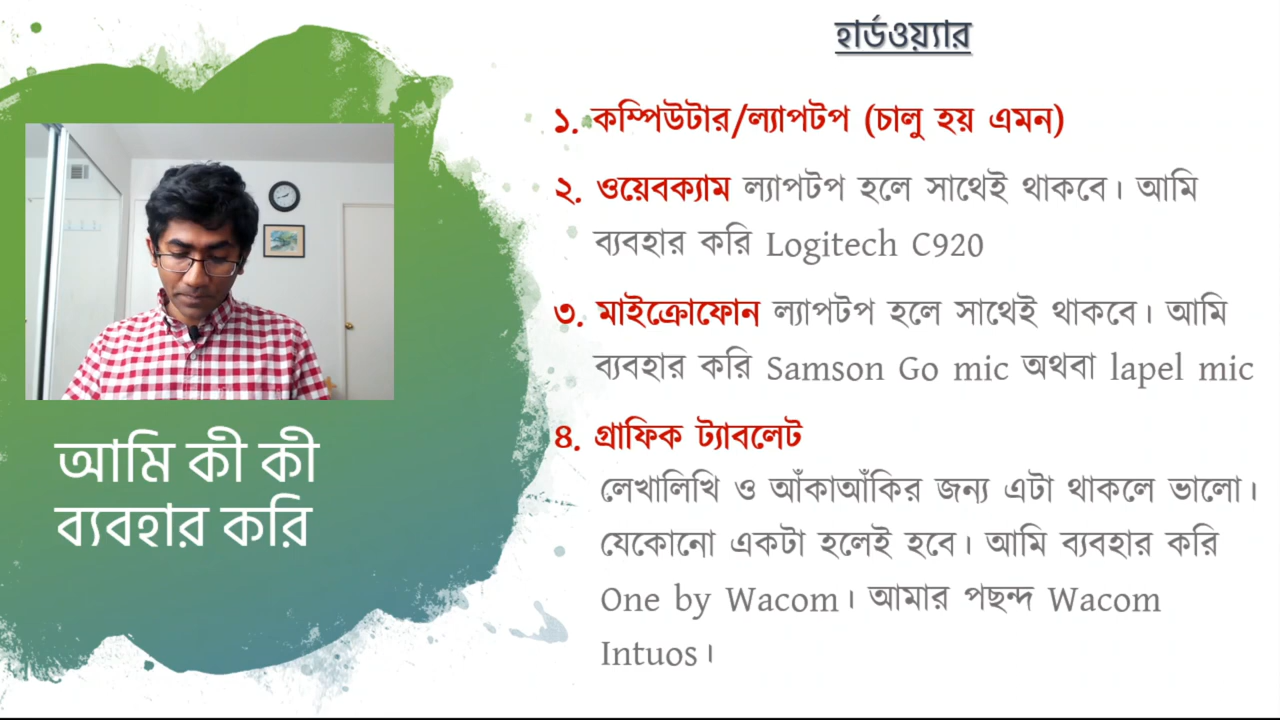 হার্ডওয়্যার
১. কম্পিউটার/ল্যাপটপ (চালু হয় এমন)
২. ওয়েবক্যাম ল্যাপটপ হলে সাথেই থাকবে। আমি
ব্যবহার করি Logitech C920
৩. মাইক্রোফোন ল্যাপটপ হলে সাথেই থাকবে। আমি
ব্যবহার করি Samson Go mic অথবা lapel mic
৪. গ্রাফিক ট্যাবলেট
লেখালিখি ও আঁকাআঁকির জন্য এটা থাকলে ভালো।
যেকোনো একটা হলেই হবে। আমি ব্যবহার করি
One by Wacom। আমার পছন্দ Wacom
Intuos।
আমি কী কী
ব্যবহার করি